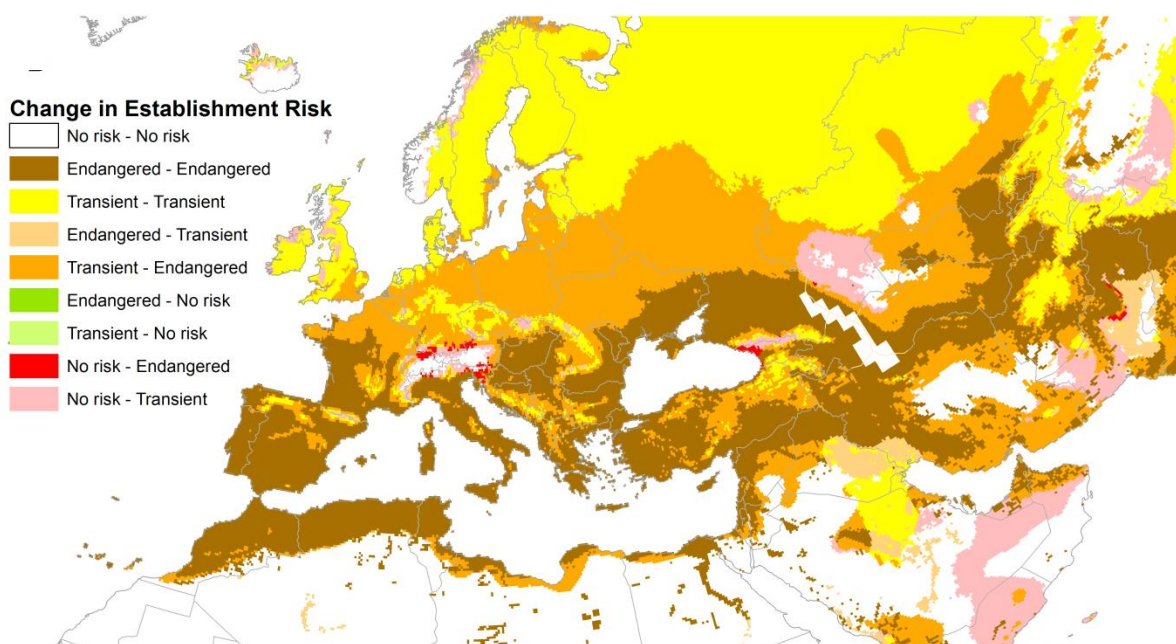 Change in Establishment Risk
No risk - No risk
Endangered - Endangered
Transient - Transient
Endangered - Transient
Transient - Endangered
Endangered - No risk
Transient - No risk
No risk - Endangered
No risk - Transient